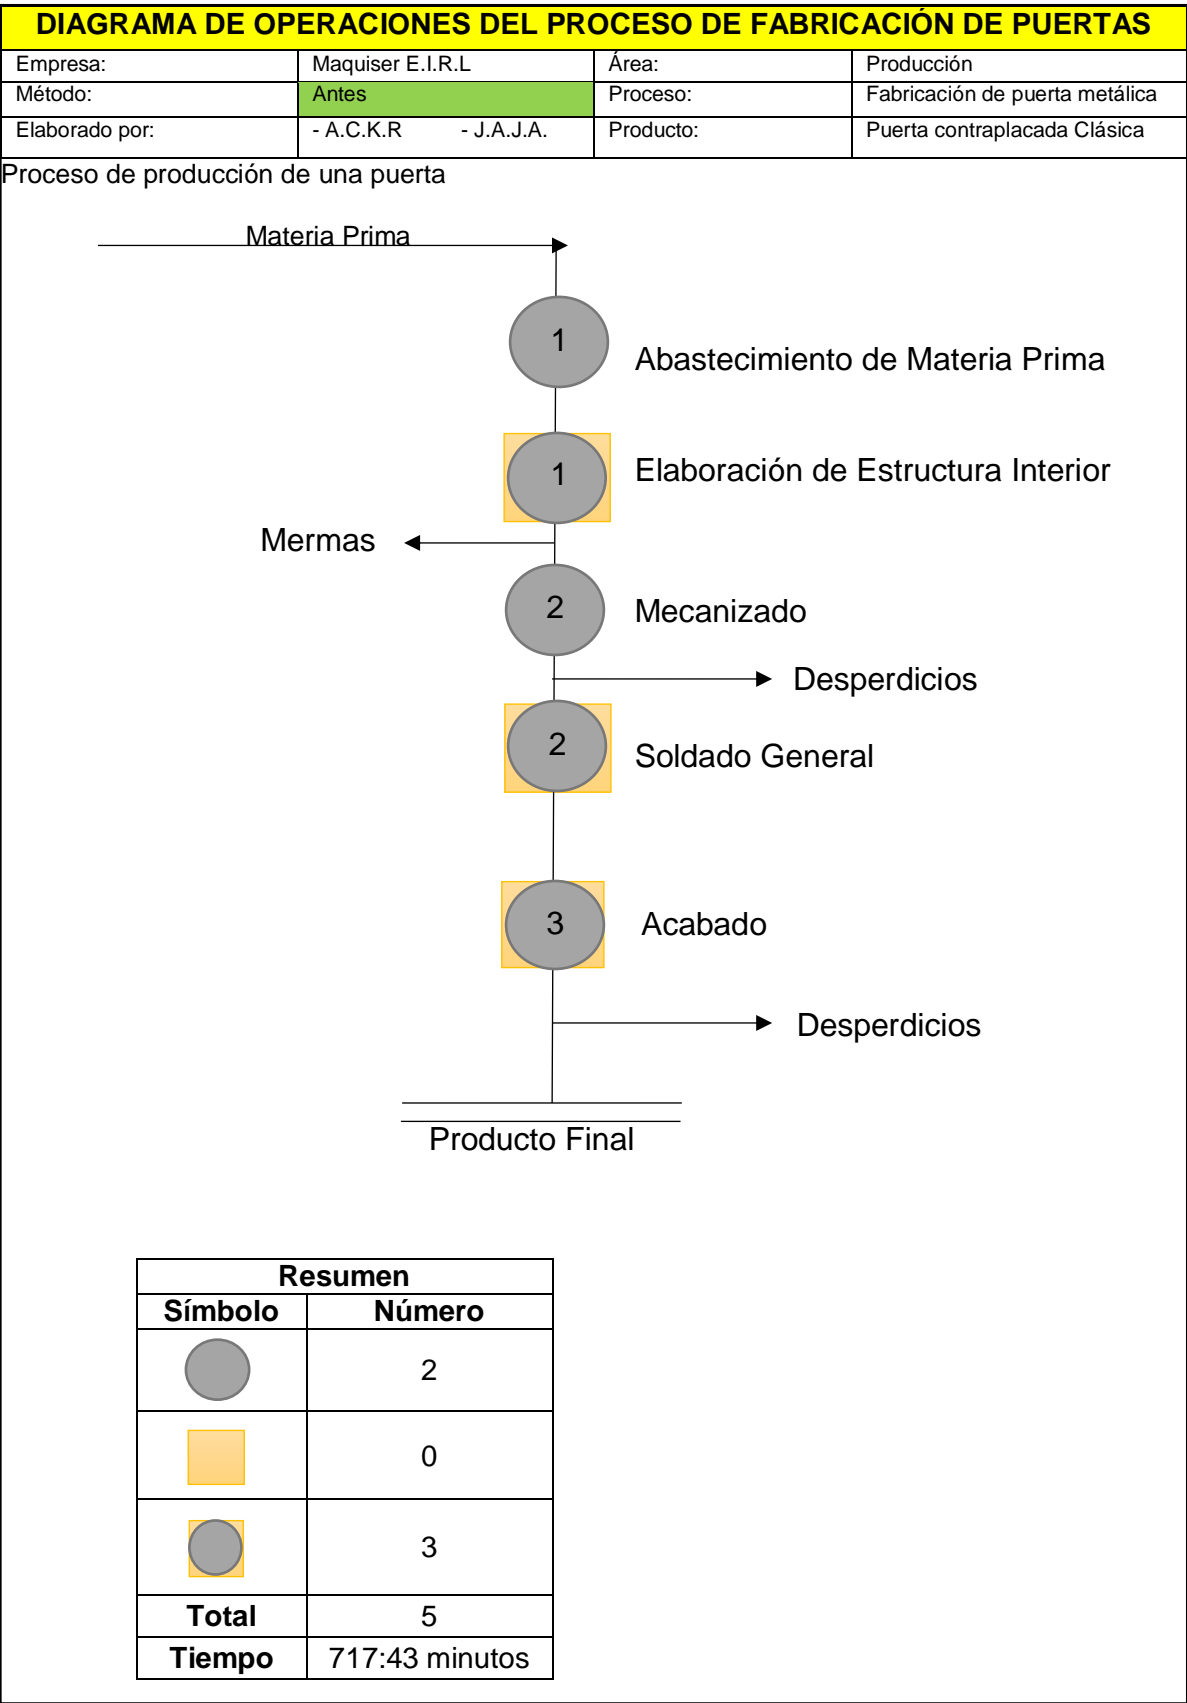 DIAGRAMA DE OPERACIONES DEL PROCESO DE FABRICACIÓN DE PUERTAS
Empresa: Maquiser E.I.R.L Área: Producción
Método: Antes Proceso: Fabricación de puerta metálica
Elaborado por: - A.C.K.R - J.A.J.A. Producto: Puerta contraplacada Clásica
Proceso de producción de una puerta
Materia Prima
1 Abastecimiento de Materia Prima
1 Elaboración de Estructura Interior
Mermas
2 Mecanizado
Desperdicios
2 Soldado General
3 Acabado
Desperdicios
Producto Final
Resumen
Símbolo Número
2
0
3
Total 5
Tiempo 717:43 minutos